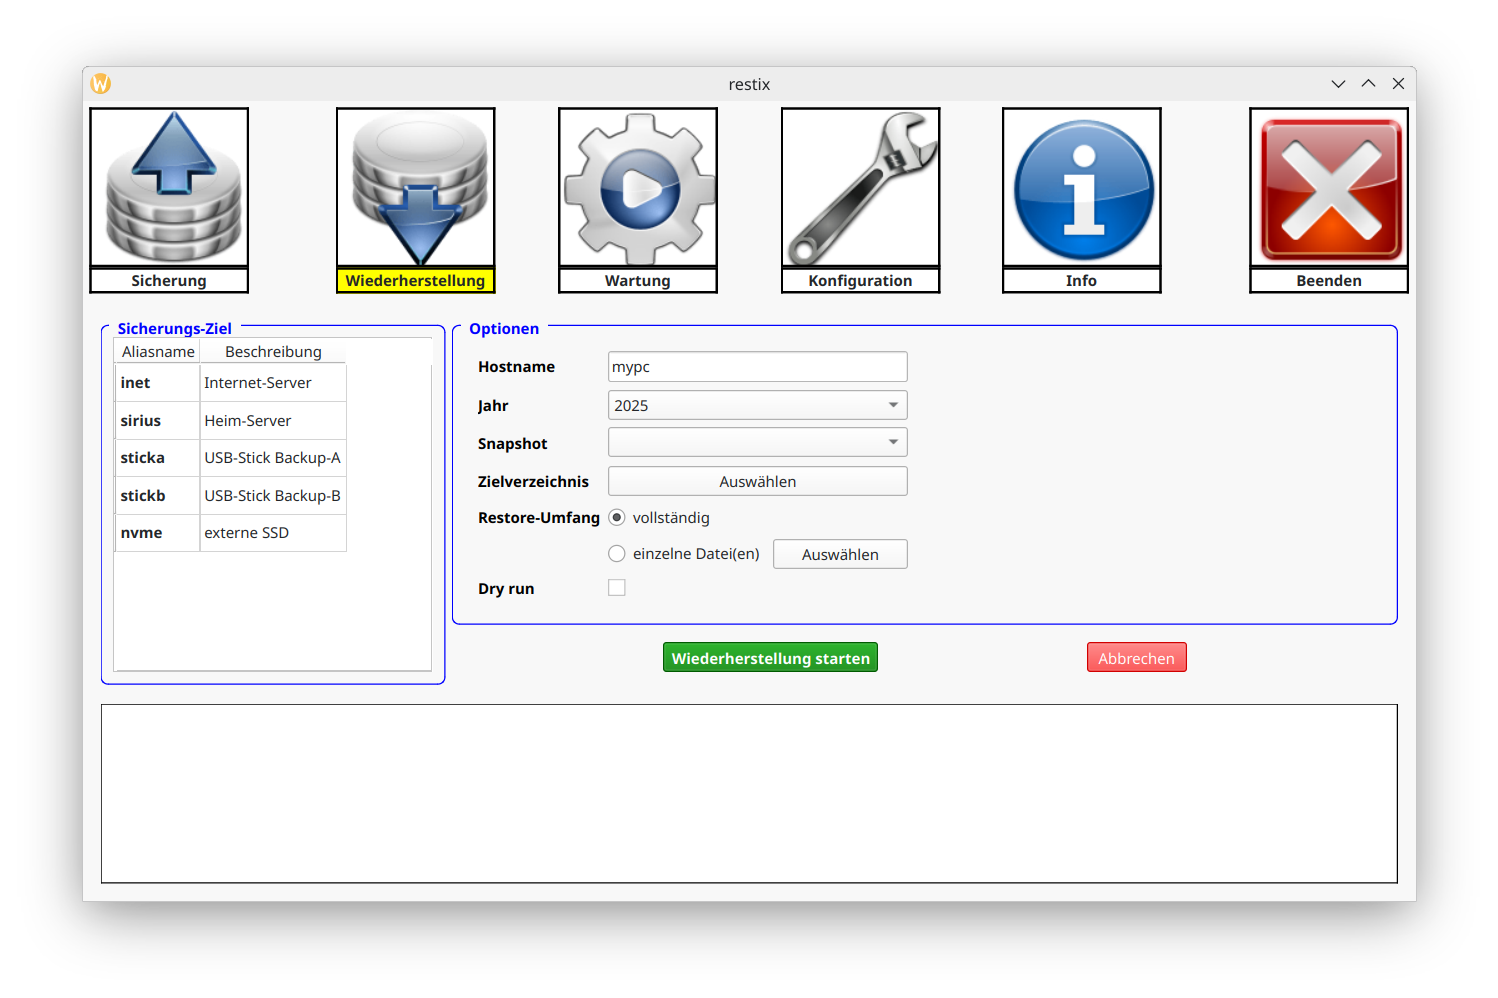 restix
Sicherung
Wiederherstellung
Wartung
Konfiguration
Info
Beenden
Sicherungs-Ziel
Aliasname Beschreibung
inet Internet-Server
sirius Heim-Server
sticka USB-Stick Backup-A
stickb USB-Stick Backup-B
nvme externe SSD
Optionen
Hostname mypc
Jahr 2025
Snapshot
Zielverzeichnis Auswählen
Restore-Umfang vollständig
einzelne Datei(en) Auswählen
Dry run
Wiederherstellung starten
Abbrechen